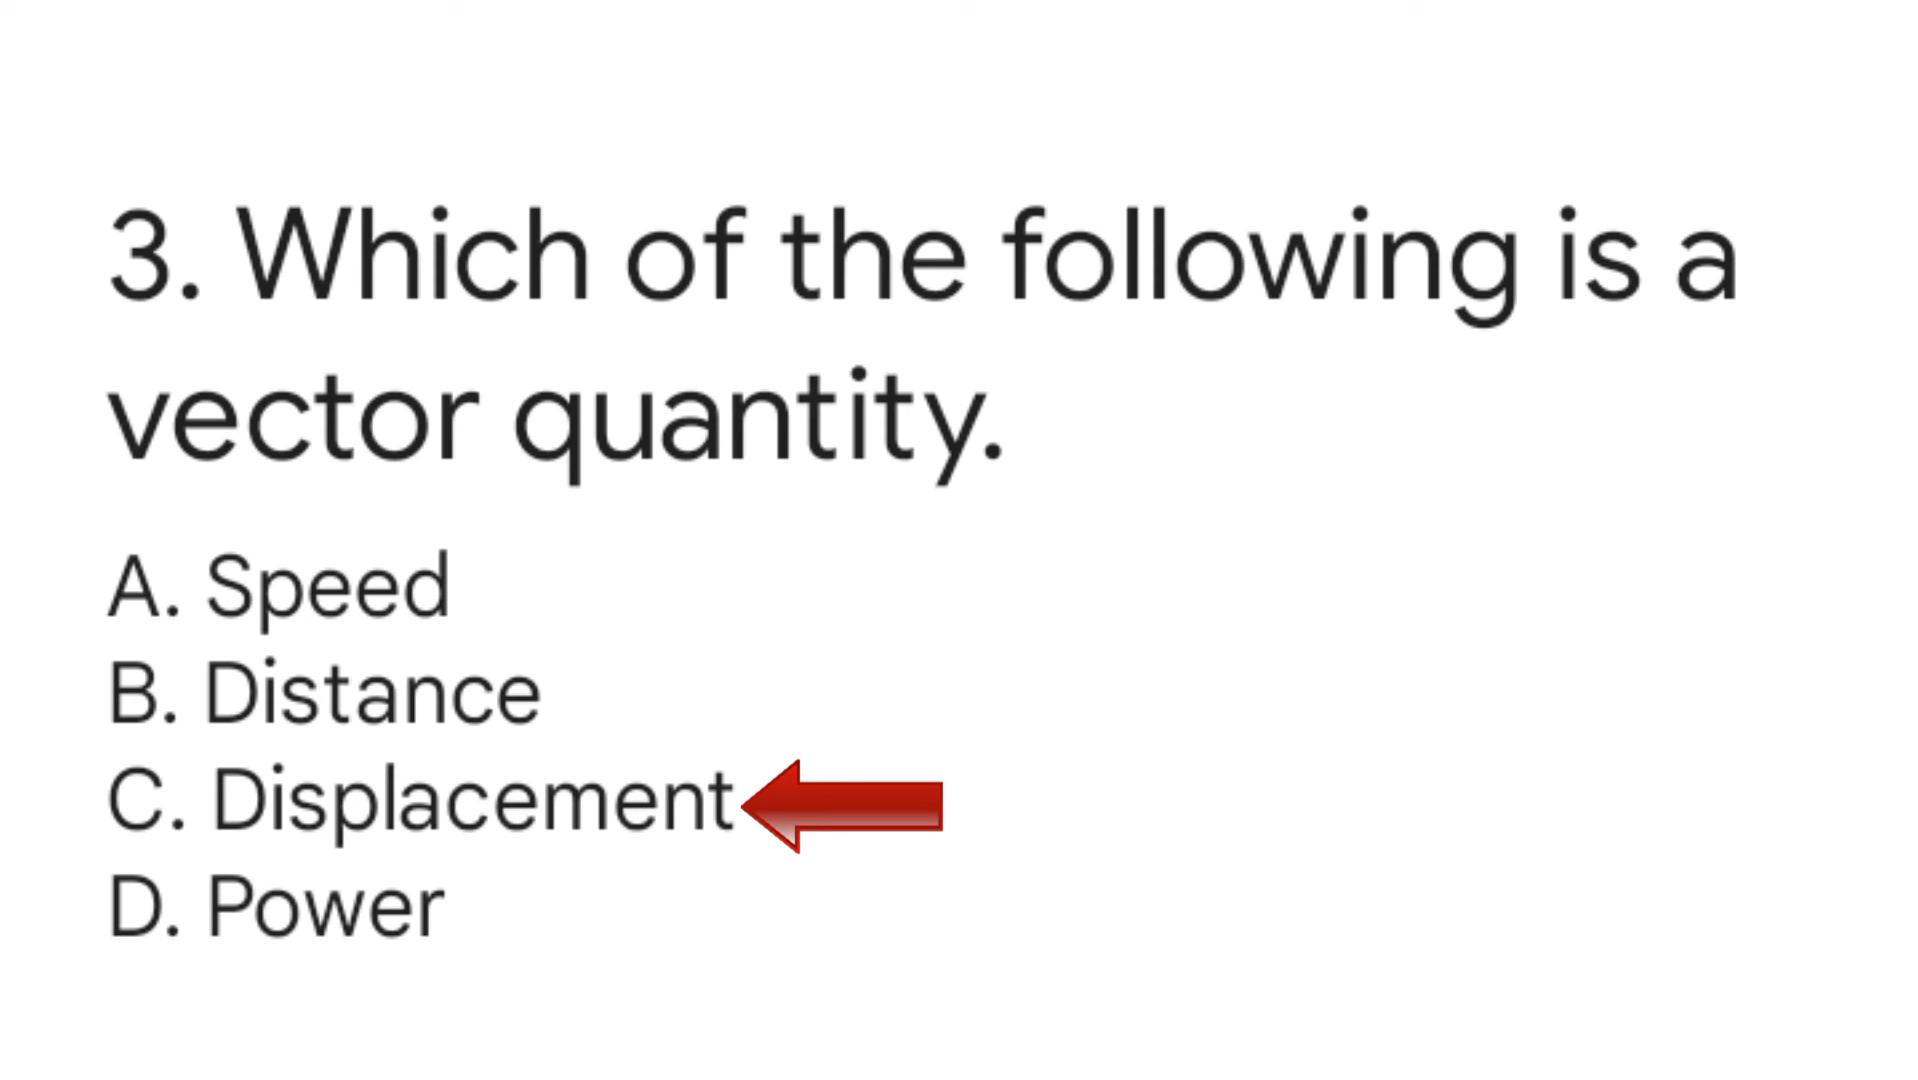 3. Which of the following is a
vector quantity.
A. Speed
B. Distance
C. Displacement
D. Power